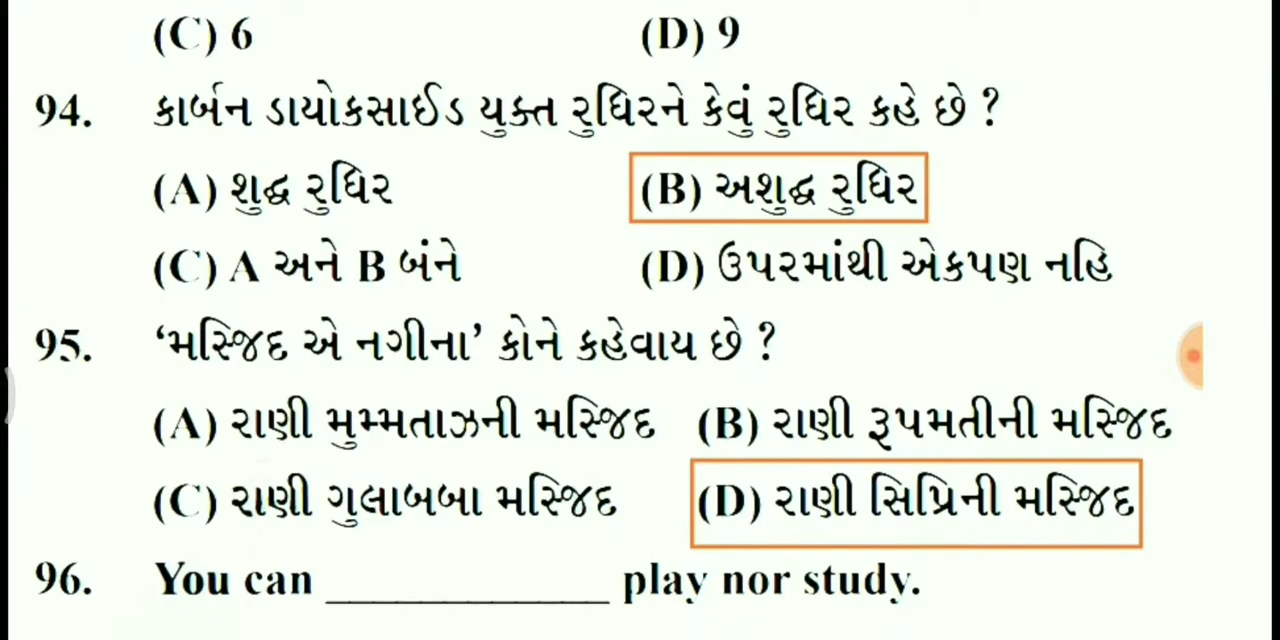 (C) 6 (D) 9
94. કાર્બન ડાયોકસાઈડ યુક્ત રુધિરને કેવું રુધિર કહે છે ?
(A) શુદ્ધ રુધિર (B) અશુદ્ધ રુધિર
(C) A અને B બંને (D) ઉપરમાંથી એકપણ નહિ
95. ‘મસ્જિદ એ નગીના’ કોને કહેવાય છે ?
(A) રાણી મુમ્મતાઝની મસ્જિદ (B) રાણી રૂપમતીની મસ્જિદ
(C) રાણી ગુલાબબા મસ્જિદ (D) રાણી સિપ્રિની મસ્જિદ
96. You can ____________ play nor study.